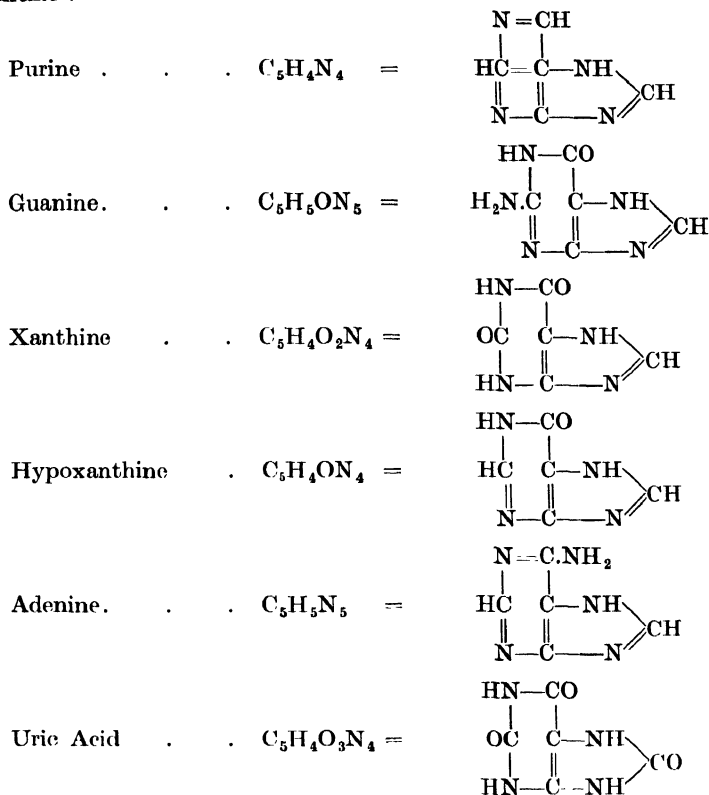 Purine . . . C₅H₄N₄ =
N=CH
HC=C—NH
CH
N—C—N
Guanine. . . C₅H₅ON₅ =
HN—CO
H₂N.C C—NH
CH
N—C—N
Xanthine . . C₅H₄O₂N₄ =
HN—CO
OC C—NH
CH
HN—C—N
Hypoxanthine . C₅H₄ON₄ =
HN—CO
HC C—NH
CH
N—C—N
Adenine. . . C₅H₅N₅ =
N=C.NH₂
HC C—NH
CH
N—C—N
Uric Acid . . C₅H₄O₃N₄ =
HN—CO
OC C—NH
CO
HN—C—NH